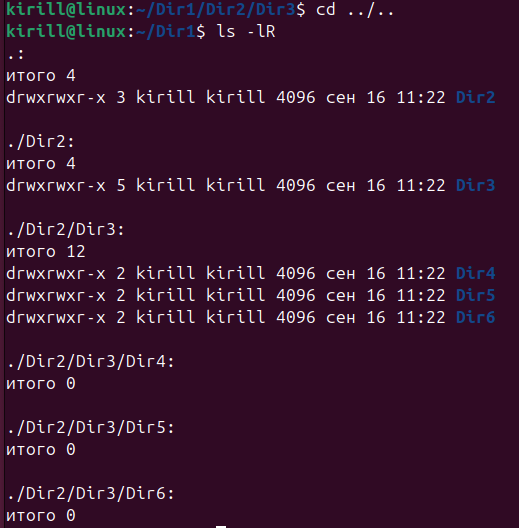 kirill@linux:~/Dir1/Dir2/Dir3$ cd ../..
kirill@linux:~/Dir1$ ls -lR
.:
итого 4
drwxrwxr-x 3 kirill kirill 4096 сен 16 11:22 Dir2
./Dir2:
итого 4
drwxrwxr-x 5 kirill kirill 4096 сен 16 11:22 Dir3
./Dir2/Dir3:
итого 12
drwxrwxr-x 2 kirill kirill 4096 сен 16 11:22 Dir4
drwxrwxr-x 2 kirill kirill 4096 сен 16 11:22 Dir5
drwxrwxr-x 2 kirill kirill 4096 сен 16 11:22 Dir6
./Dir2/Dir3/Dir4:
итого 0
./Dir2/Dir3/Dir5:
итого 0
./Dir2/Dir3/Dir6:
итого 0